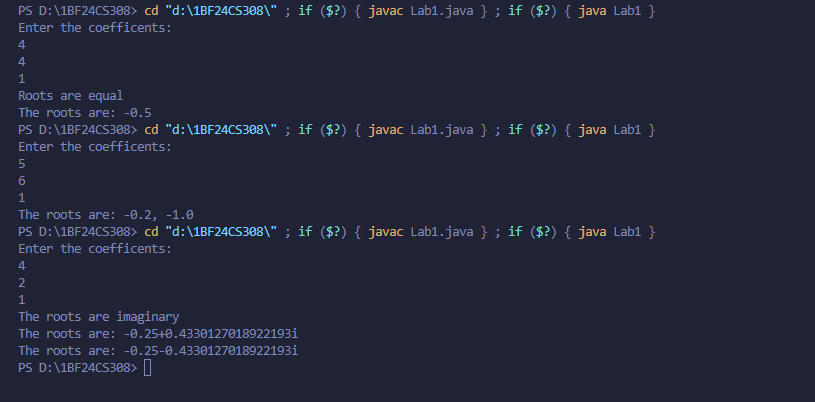 PS D:\1BF24CS308> cd "d:\1BF24CS308\" ; if ($?) { javac Lab1.java } ; if ($?) { java Lab1 }
Enter the coefficents:
4
4
1
Roots are equal
The roots are: -0.5
PS D:\1BF24CS308> cd "d:\1BF24CS308\" ; if ($?) { javac Lab1.java } ; if ($?) { java Lab1 }
Enter the coefficents:
5
6
1
The roots are: -0.2, -1.0
PS D:\1BF24CS308> cd "d:\1BF24CS308\" ; if ($?) { javac Lab1.java } ; if ($?) { java Lab1 }
Enter the coefficents:
4
2
1
The roots are imaginary
The roots are: -0.25+0.4330127018922193i
The roots are: -0.25-0.4330127018922193i
PS D:\1BF24CS308>